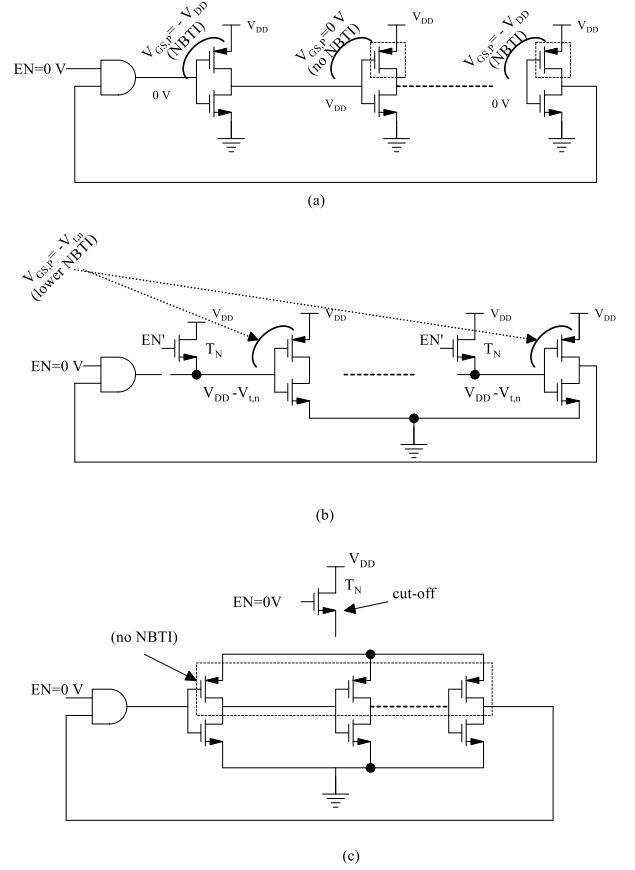 V_GS,P = - V_DD
(NBTI)
V_DD
V_GS,P = 0 V
(no NBTI)
V_DD
V_GS,P = - V_DD
(NBTI)
V_DD
EN=0 V
0 V
V_DD
0 V
(a)
V_GS,P = -V_t,n
(lower NBTI)
V_DD
V_DD
V_DD
V_DD
EN'
T_N
EN'
T_N
EN=0 V
V_DD -V_t,n
V_DD -V_t,n
(b)
V_DD
T_N
EN=0V
cut-off
(no NBTI)
EN=0 V
(c)